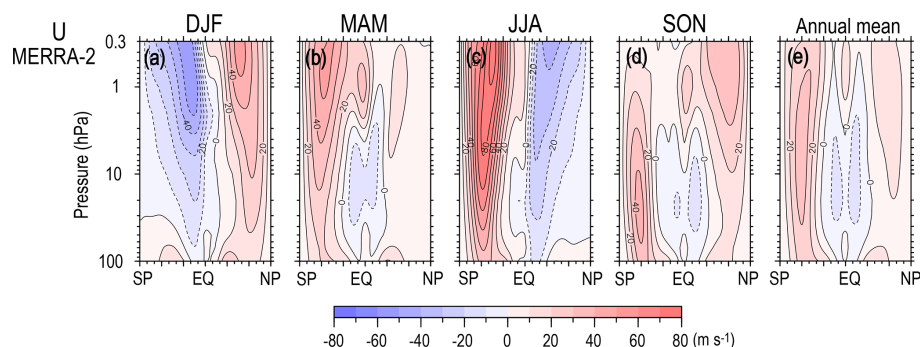 U
MERRA-2
DJF MAM JJA SON Annual mean
(a) (b) (c) (d) (e)
Pressure (hPa)
0.3
1
10
100
40 20 0 20 40 20
40 20 0 0
20 40 0 20
20 0 0 20 40 20
20 0 0
SP EQ NP SP EQ NP SP EQ NP SP EQ NP SP EQ NP
-80 -60 -40 -20 0 20 40 60 80 (m s-1)